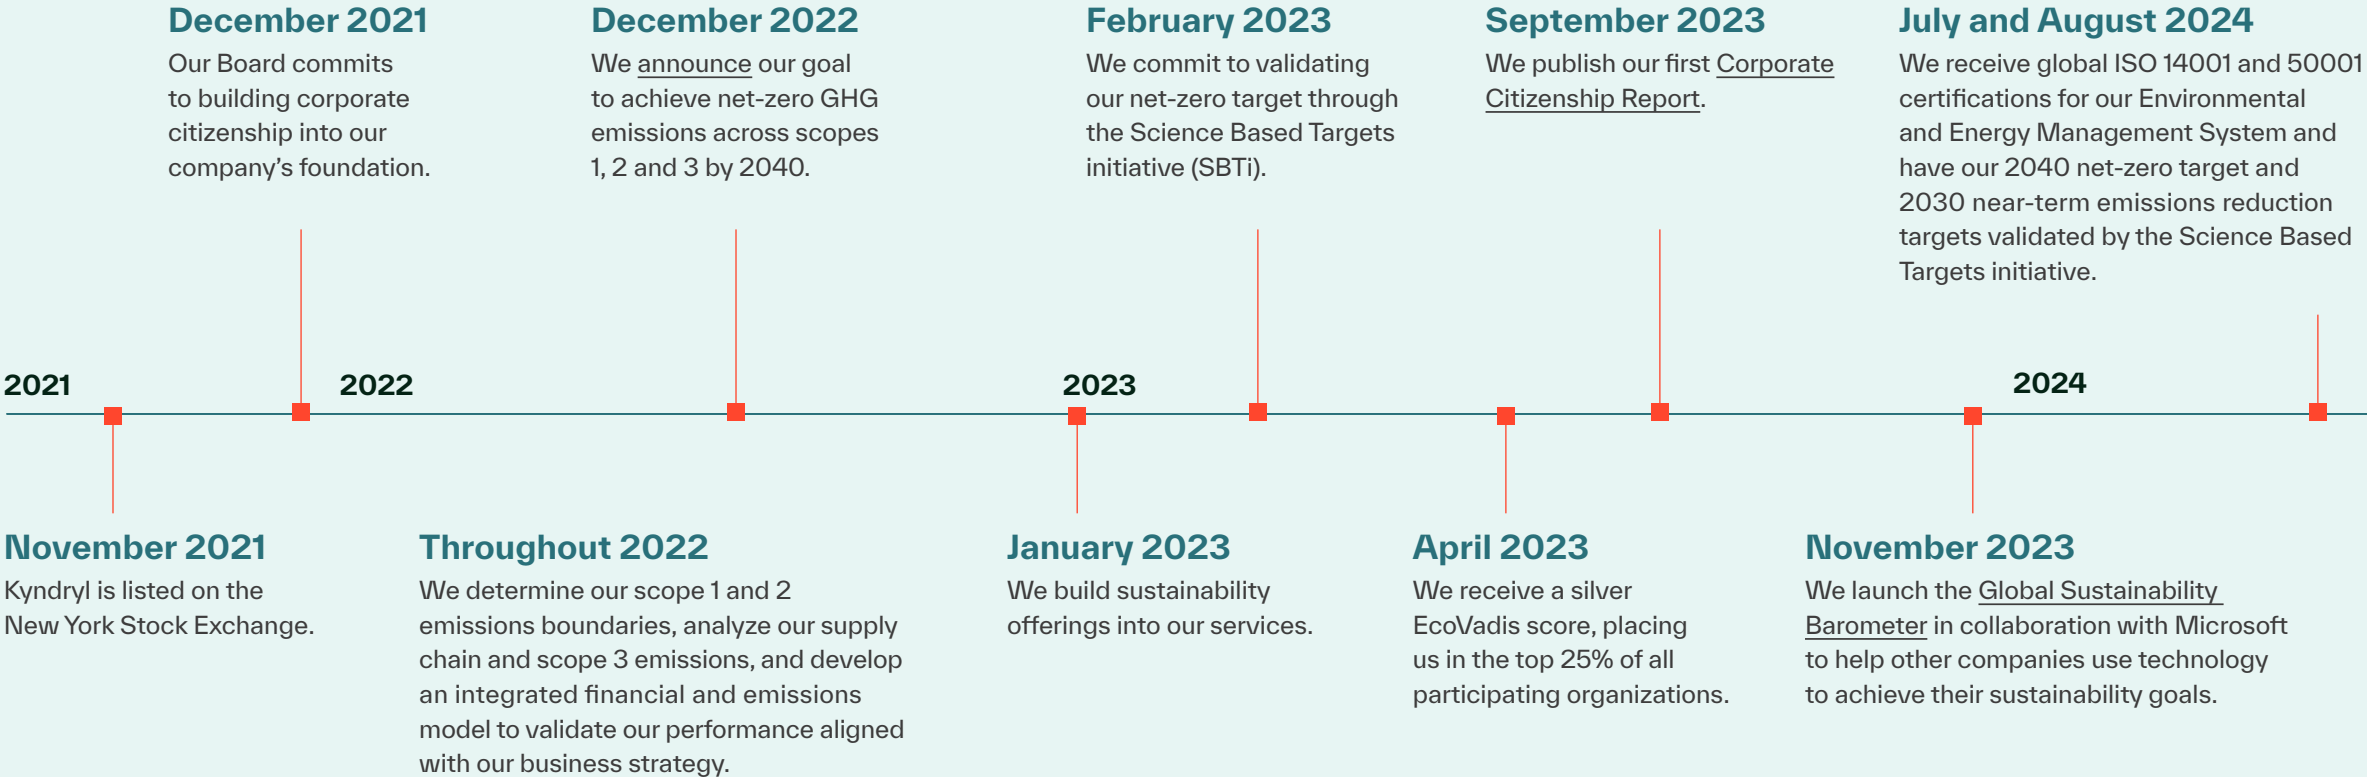 December 2021
Our Board commits
to building corporate
citizenship into our
company's foundation.
December 2022
We announce our goal
to achieve net-zero GHG
emissions across scopes
1, 2 and 3 by 2040.
February 2023
We commit to validating
our net-zero target through
the Science Based Targets
initiative (SBTi).
September 2023
We publish our first Corporate
Citizenship Report.
July and August 2024
We receive global ISO 14001 and 50001
certifications for our Environmental
and Energy Management System and
have our 2040 net-zero target and
2030 near-term emissions reduction
targets validated by the Science Based
Targets initiative.
2021
2022
2023
2024
November 2021
Kyndryl is listed on the
New York Stock Exchange.
Throughout 2022
We determine our scope 1 and 2
emissions boundaries, analyze our supply
chain and scope 3 emissions, and develop
an integrated financial and emissions
model to validate our performance aligned
with our business strategy.
January 2023
We build sustainability
offerings into our services.
April 2023
We receive a silver
EcoVadis score, placing
us in the top 25% of all
participating organizations.
November 2023
We launch the Global Sustainability
Barometer in collaboration with Microsoft
to help other companies use technology
to achieve their sustainability goals.